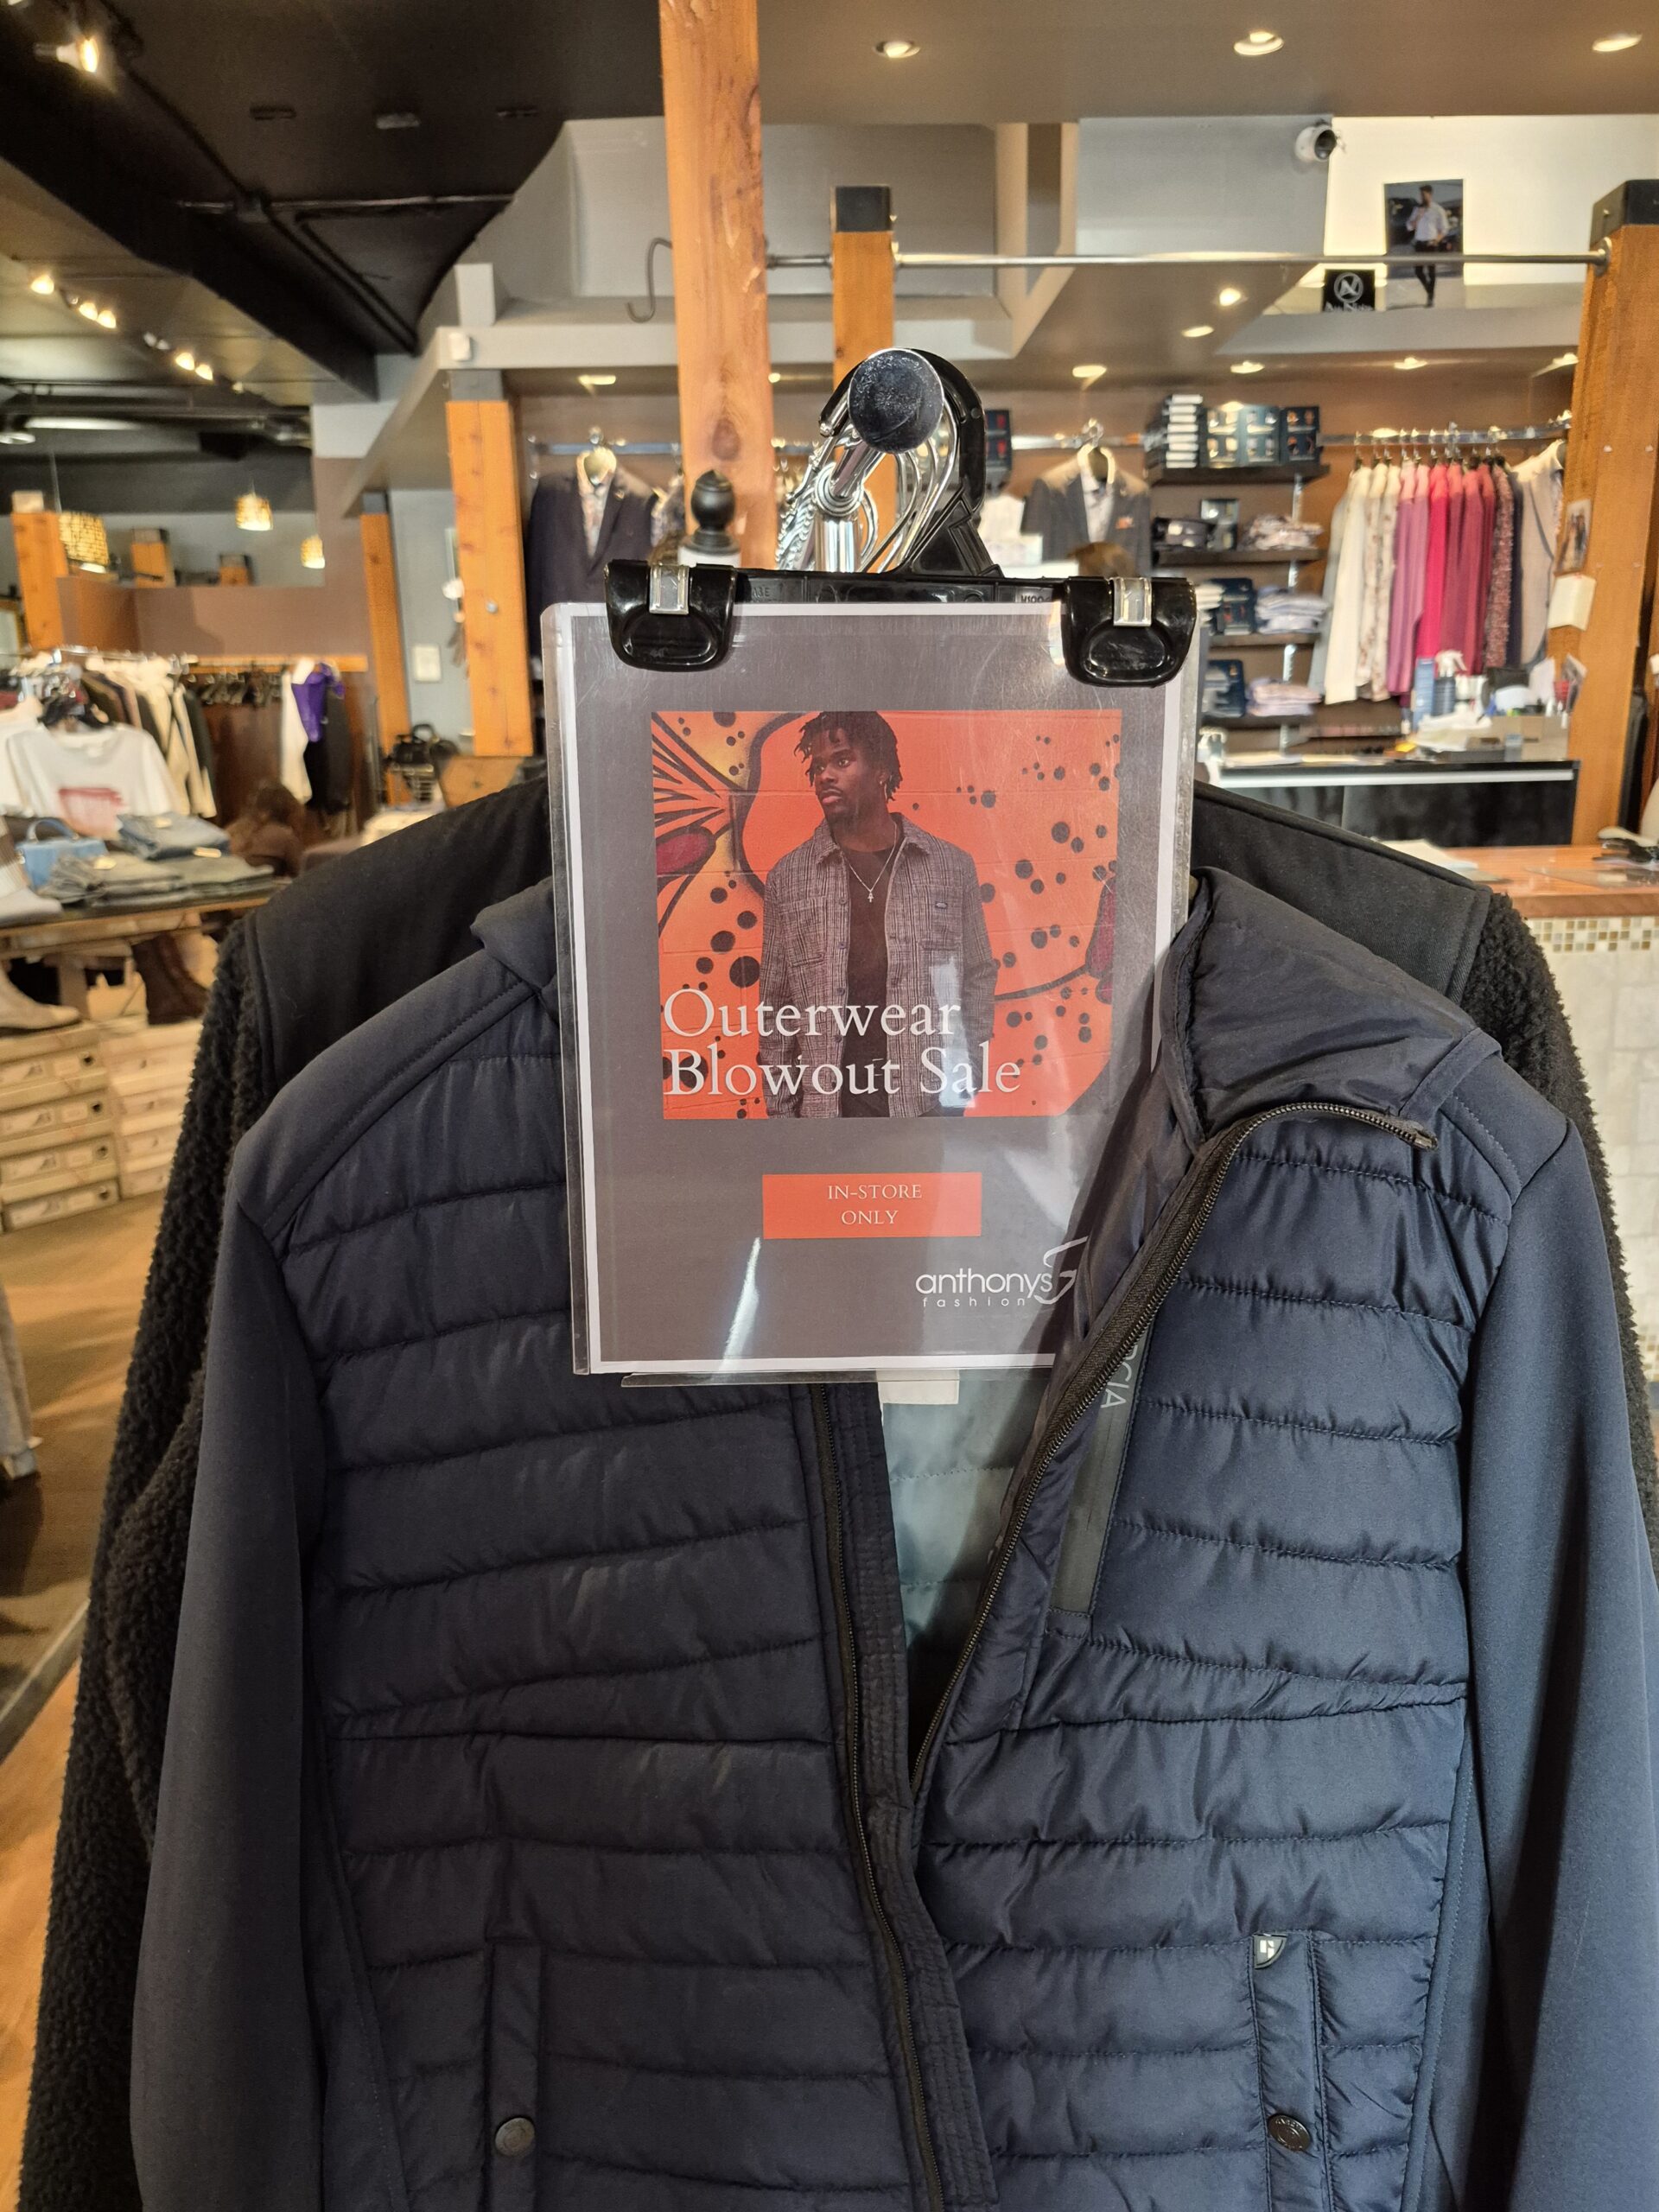 Outerwear
Blowout Sale
IN-STORE
ONLY
anthonys
fashion